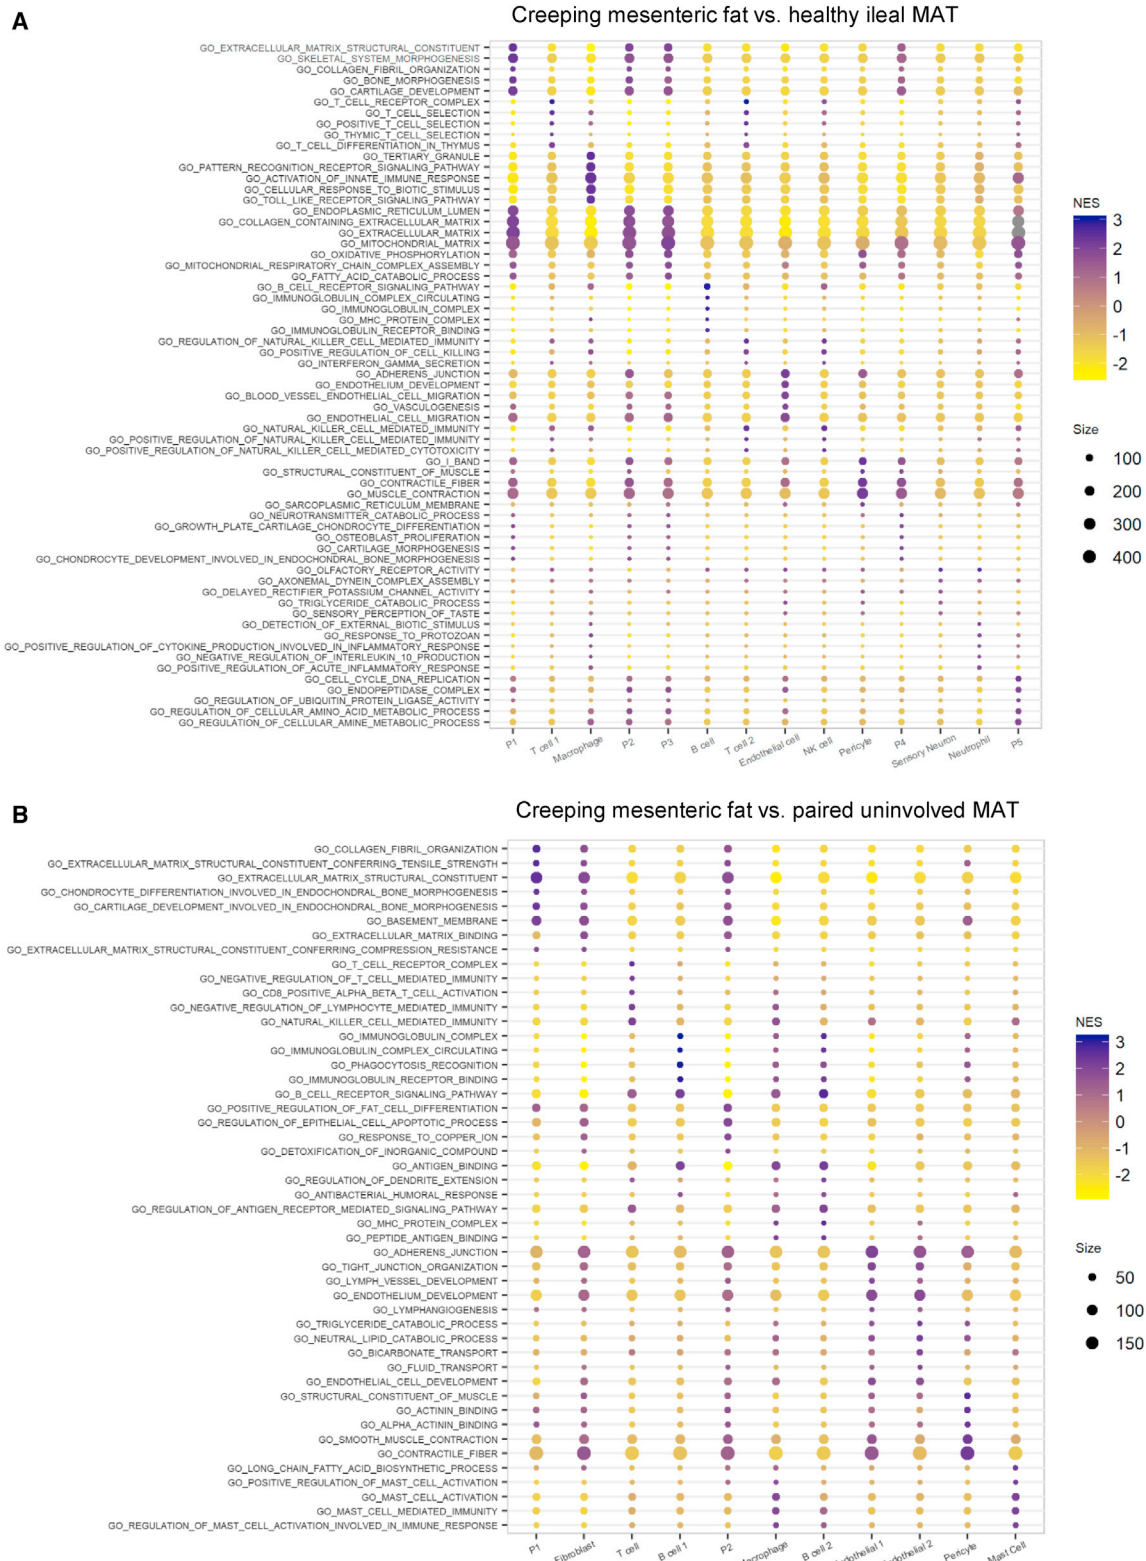 A
Creeping mesenteric fat vs. healthy ileal MAT
GO_EXTRACELLULAR_MATRIX_STRUCTURAL_CONSTITUENT
GO_SKELETAL_SYSTEM_MORPHOGENESIS
GO_COLLAGEN_FIBRIL_ORGANIZATION
GO_BONE_MORPHOGENESIS
GO_CARTILAGE_DEVELOPMENT
GO_T_CELL_RECEPTOR_COMPLEX
GO_T_CELL_SELECTION
GO_POSITIVE_T_CELL_SELECTION
GO_THYMIC_T_CELL_SELECTION
GO_T_CELL_DIFFERENTIATION_IN_THYMUS
GO_TERTIARY_GRANULE
GO_PATTERN_RECOGNITION_RECEPTOR_SIGNALING_PATHWAY
GO_ACTIVATION_OF_INNATE_IMMUNE_RESPONSE
GO_CELLULAR_RESPONSE_TO_BIOTIC_STIMULUS
GO_TOLL_LIKE_RECEPTOR_SIGNALING_PATHWAY
GO_ENDOPLASMIC_RETICULUM_LUMEN
GO_COLLAGEN_CONTAINING_EXTRACELLULAR_MATRIX
GO_EXTRACELLULAR_MATRIX
GO_MITOCHONDRIAL_MATRIX
GO_OXIDATIVE_PHOSPHORYLATION
GO_MITOCHONDRIAL_RESPIRATORY_CHAIN_COMPLEX_ASSEMBLY
GO_FATTY_ACID_CATABOLIC_PROCESS
GO_B_CELL_RECEPTOR_SIGNALING_PATHWAY
GO_IMMUNOGLOBULIN_COMPLEX_CIRCULATING
GO_IMMUNOGLOBULIN_COMPLEX
GO_MHC_PROTEIN_COMPLEX
GO_IMMUNOGLOBULIN_RECEPTOR_BINDING
GO_REGULATION_OF_NATURAL_KILLER_CELL_MEDIATED_IMMUNITY
GO_POSITIVE_REGULATION_OF_CELL_KILLING
GO_INTERFERON_GAMMA_SECRETION
GO_ADHERENS_JUNCTION
GO_ENDOTHELIUM_DEVELOPMENT
GO_BLOOD_VESSEL_ENDOTHELIAL_CELL_MIGRATION
GO_VASCULOGENESIS
GO_ENDOTHELIAL_CELL_MIGRATION
GO_NATURAL_KILLER_CELL_MEDIATED_IMMUNITY
GO_POSITIVE_REGULATION_OF_NATURAL_KILLER_CELL_MEDIATED_IMMUNITY
GO_POSITIVE_REGULATION_OF_NATURAL_KILLER_CELL_MEDIATED_CYTOTOXICITY
GO_I_BAND
GO_STRUCTURAL_CONSTITUENT_OF_MUSCLE
GO_CONTRACTILE_FIBER
GO_MUSCLE_CONTRACTION
GO_SARCOPLASMIC_RETICULUM_MEMBRANE
GO_NEUROTRANSMITTER_CATABOLIC_PROCESS
GO_GROWTH_PLATE_CARTILAGE_CHONDROCYTE_DIFFERENTIATION
GO_OSTEOBLAST_PROLIFERATION
GO_CARTILAGE_MORPHOGENESIS
GO_CHONDROCYTE_DEVELOPMENT_INVOLVED_IN_ENDOCHONDRAL_BONE_MORPHOGENESIS
GO_OLFACTORY_RECEPTOR_ACTIVITY
GO_AXONEMAL_DYNEIN_COMPLEX_ASSEMBLY
GO_DELAYED_RECTIFIER_POTASSIUM_CHANNEL_ACTIVITY
GO_TRIGLYCERIDE_CATABOLIC_PROCESS
GO_SENSORY_PERCEPTION_OF_TASTE
GO_DETECTION_OF_EXTERNAL_BIOTIC_STIMULUS
GO_RESPONSE_TO_PROTOZOAN
GO_POSITIVE_REGULATION_OF_CYTOKINE_PRODUCTION_INVOLVED_IN_INFLAMMATORY_RESPONSE
GO_NEGATIVE_REGULATION_OF_INTERLEUKIN_10_PRODUCTION
GO_POSITIVE_REGULATION_OF_ACUTE_INFLAMMATORY_RESPONSE
GO_CELL_CYCLE_DNA_REPLICATION
GO_ENDOPEPTIDASE_COMPLEX
GO_REGULATION_OF_UBIQUITIN_PROTEIN_LIGASE_ACTIVITY
GO_REGULATION_OF_CELLULAR_AMINO_ACID_METABOLIC_PROCESS
GO_REGULATION_OF_CELLULAR_AMINE_METABOLIC_PROCESS
P1 T cell 1 Macrophage P2 P3 B cell T cell 2 Endothelial cell NK cell Pericyte P4 Sensory Neuron Neutrophil P5
NES
3
2
1
0
-1
-2
Size
100
200
300
400
B
Creeping mesenteric fat vs. paired uninvolved MAT
GO_COLLAGEN_FIBRIL_ORGANIZATION
GO_EXTRACELLULAR_MATRIX_STRUCTURAL_CONSTITUENT_CONFERRING_TENSILE_STRENGTH
GO_EXTRACELLULAR_MATRIX_STRUCTURAL_CONSTITUENT
GO_CHONDROCYTE_DIFFERENTIATION_INVOLVED_IN_ENDOCHONDRAL_BONE_MORPHOGENESIS
GO_CARTILAGE_DEVELOPMENT_INVOLVED_IN_ENDOCHONDRAL_BONE_MORPHOGENESIS
GO_BASEMENT_MEMBRANE
GO_EXTRACELLULAR_MATRIX_BINDING
GO_EXTRACELLULAR_MATRIX_STRUCTURAL_CONSTITUENT_CONFERRING_COMPRESSION_RESISTANCE
GO_T_CELL_RECEPTOR_COMPLEX
GO_NEGATIVE_REGULATION_OF_T_CELL_MEDIATED_IMMUNITY
GO_CD8_POSITIVE_ALPHA_BETA_T_CELL_ACTIVATION
GO_NEGATIVE_REGULATION_OF_LYMPHOCYTE_MEDIATED_IMMUNITY
GO_NATURAL_KILLER_CELL_MEDIATED_IMMUNITY
GO_IMMUNOGLOBULIN_COMPLEX
GO_IMMUNOGLOBULIN_COMPLEX_CIRCULATING
GO_PHAGOCYTOSIS_RECOGNITION
GO_IMMUNOGLOBULIN_RECEPTOR_BINDING
GO_B_CELL_RECEPTOR_SIGNALING_PATHWAY
GO_POSITIVE_REGULATION_OF_FAT_CELL_DIFFERENTIATION
GO_REGULATION_OF_EPITHELIAL_CELL_APOPTOTIC_PROCESS
GO_RESPONSE_TO_COPPER_ION
GO_DETOXIFICATION_OF_INORGANIC_COMPOUND
GO_ANTIGEN_BINDING
GO_REGULATION_OF_DENDRITE_EXTENSION
GO_ANTIBACTERIAL_HUMORAL_RESPONSE
GO_REGULATION_OF_ANTIGEN_RECEPTOR_MEDIATED_SIGNALING_PATHWAY
GO_MHC_PROTEIN_COMPLEX
GO_PEPTIDE_ANTIGEN_BINDING
GO_ADHERENS_JUNCTION
GO_TIGHT_JUNCTION_ORGANIZATION
GO_LYMPH_VESSEL_DEVELOPMENT
GO_ENDOTHELIUM_DEVELOPMENT
GO_LYMPHANGIOGENESIS
GO_TRIGLYCERIDE_CATABOLIC_PROCESS
GO_NEUTRAL_LIPID_CATABOLIC_PROCESS
GO_BICARBONATE_TRANSPORT
GO_FLUID_TRANSPORT
GO_ENDOTHELIAL_CELL_DEVELOPMENT
GO_STRUCTURAL_CONSTITUENT_OF_MUSCLE
GO_ACTININ_BINDING
GO_ALPHA_ACTININ_BINDING
GO_SMOOTH_MUSCLE_CONTRACTION
GO_CONTRACTILE_FIBER
GO_LONG_CHAIN_FATTY_ACID_BIOSYNTHETIC_PROCESS
GO_POSITIVE_REGULATION_OF_MAST_CELL_ACTIVATION
GO_MAST_CELL_ACTIVATION
GO_MAST_CELL_MEDIATED_IMMUNITY
GO_REGULATION_OF_MAST_CELL_ACTIVATION_INVOLVED_IN_IMMUNE_RESPONSE
P1 Fibroblast T cell B cell 1 P2 B cell 2 Pericyte Mast Cell
NES
3
2
1
0
-1
-2
Size
50
100
150